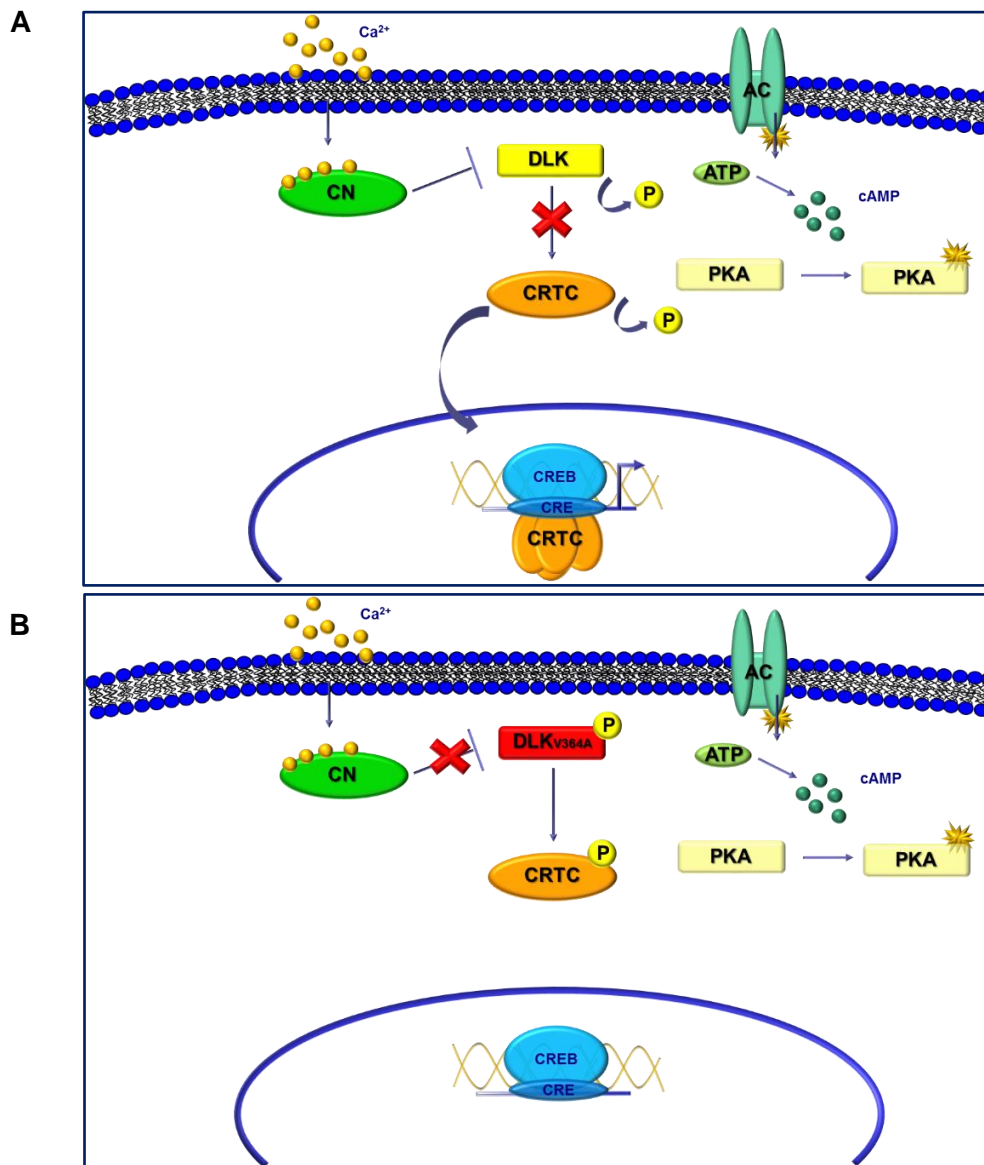 A
Ca²⁺
AC
DLK
CN
P
ATP
cAMP
PKA
PKA
CRTC
P
CREB
CRE
CRTC
B
Ca²⁺
AC
P
DLKV364A
CN
ATP
cAMP
P
CRTC
PKA
PKA
CREB
CRE